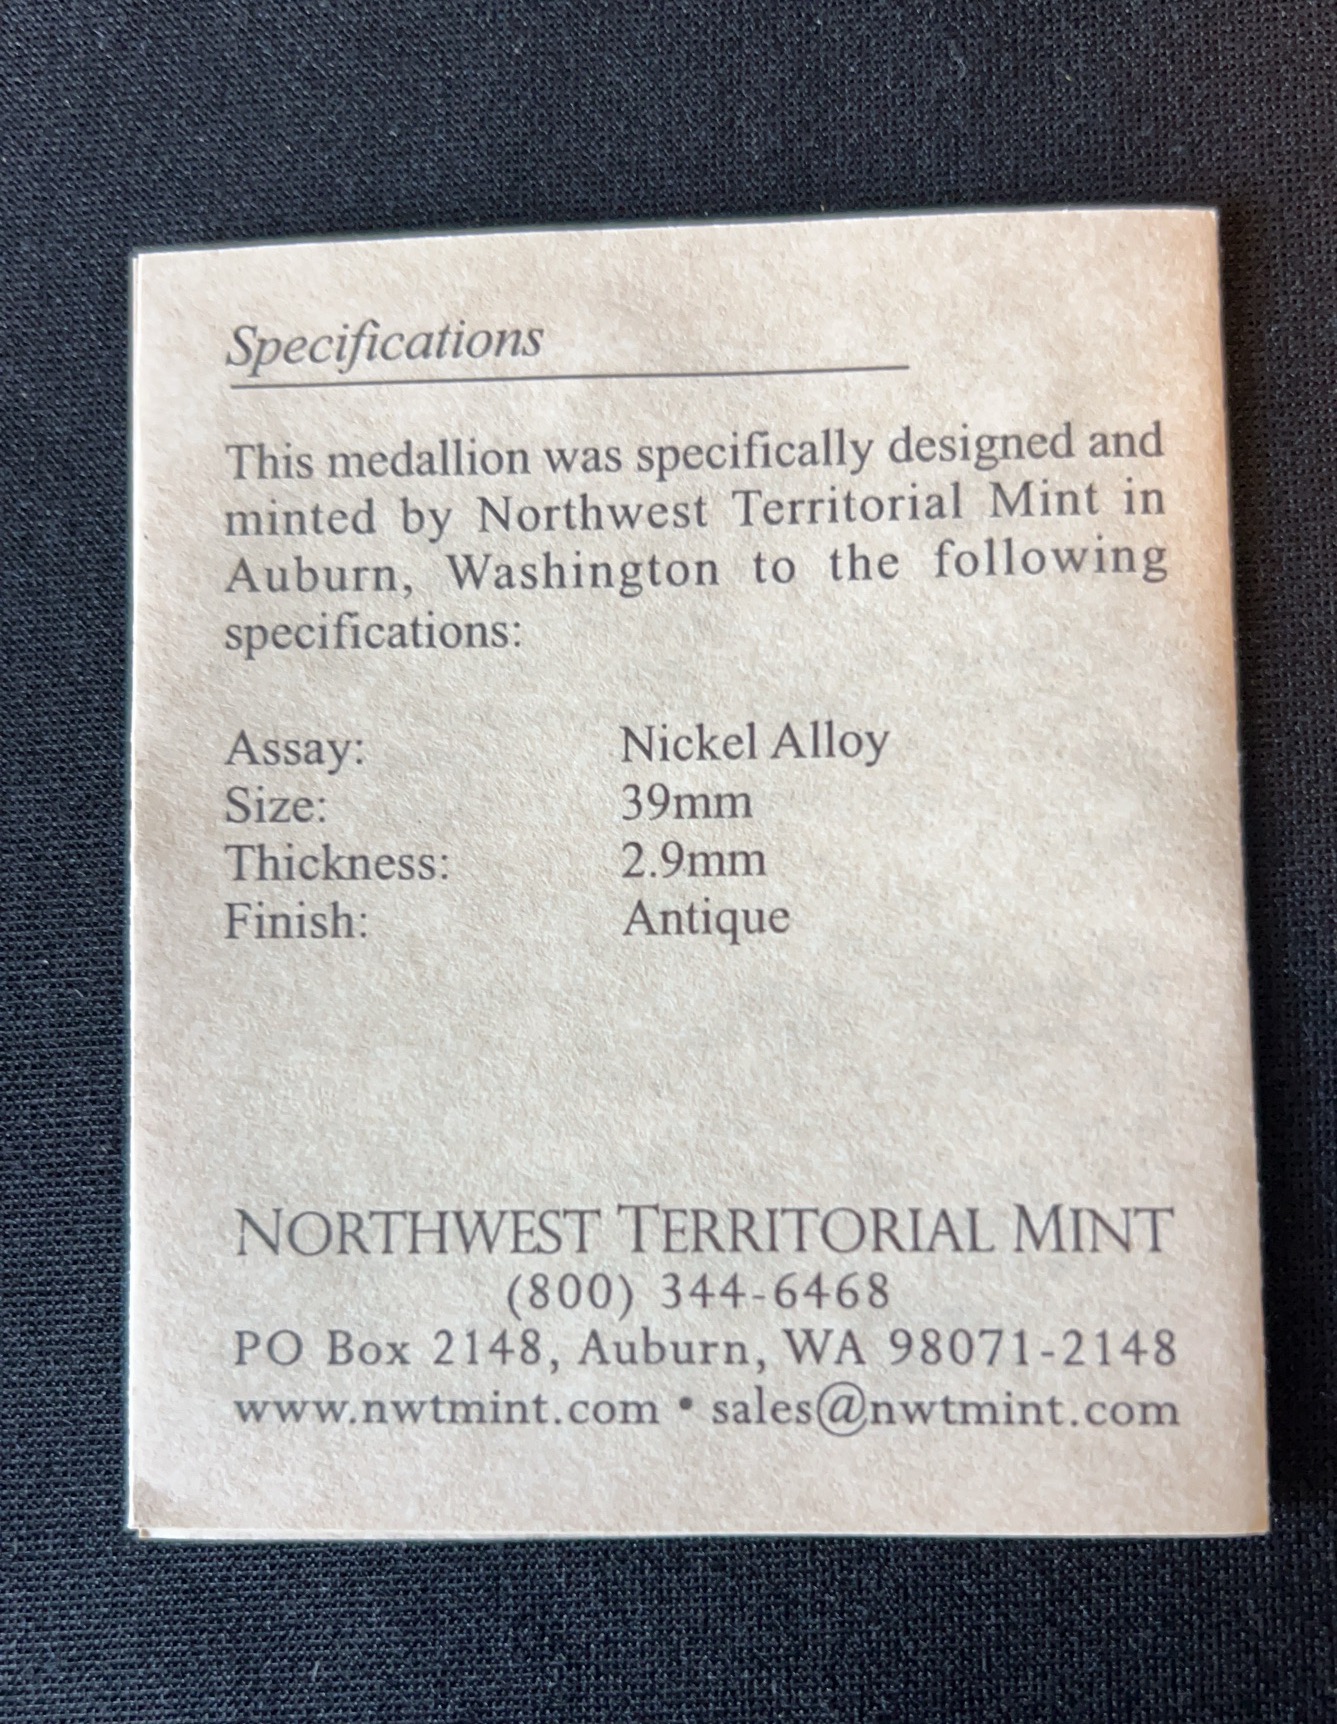 Specifications
This medallion was specifically designed and
minted by Northwest Territorial Mint in
Auburn, Washington to the following
specifications:
Assay: Nickel Alloy
Size: 39mm
Thickness: 2.9mm
Finish: Antique
NORTHWEST TERRITORIAL MINT
(800) 344-6468
PO Box 2148, Auburn, WA 98071-2148
www.nwtmint.com • sales@nwtmint.com